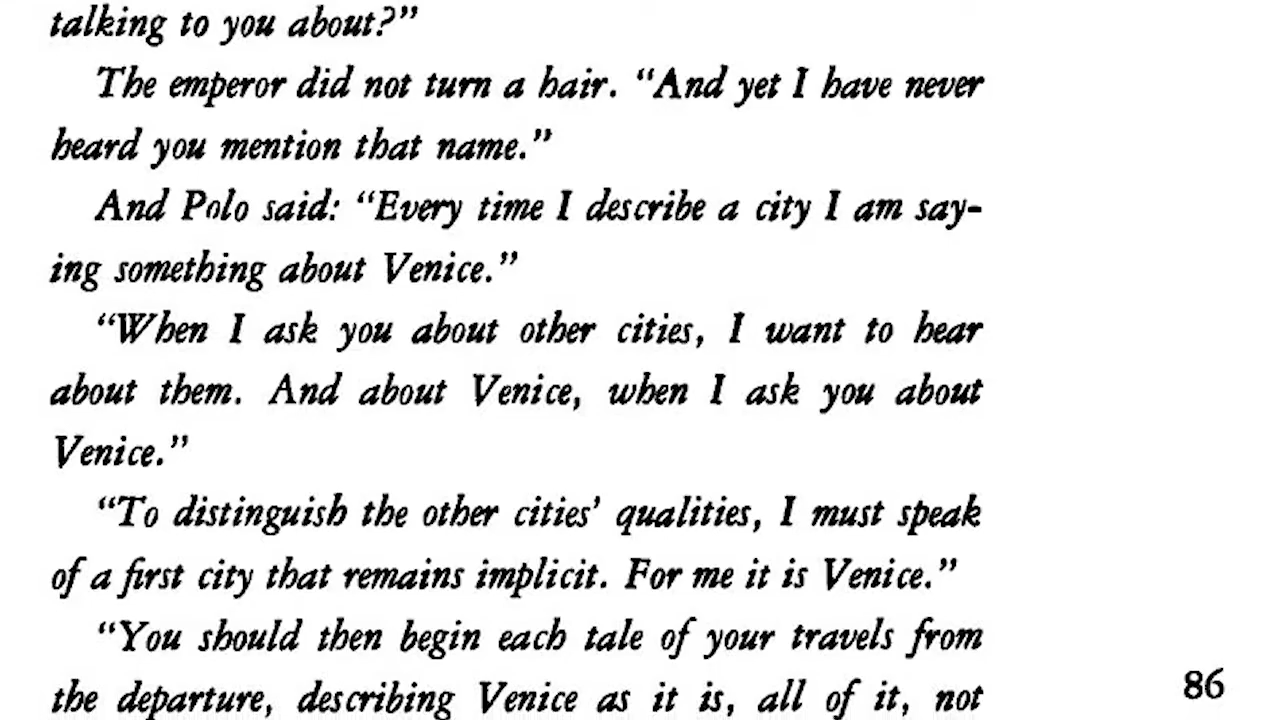 talking to you about?”
The emperor did not turn a hair. “And yet I have never
heard you mention that name.”
And Polo said: “Every time I describe a city I am say-
ing something about Venice.”
“When I ask you about other cities, I want to hear
about them. And about Venice, when I ask you about
Venice.”
“To distinguish the other cities’ qualities, I must speak
of a first city that remains implicit. For me it is Venice.”
“You should then begin each tale of your travels from
the departure, describing Venice as it is, all of it, not
86